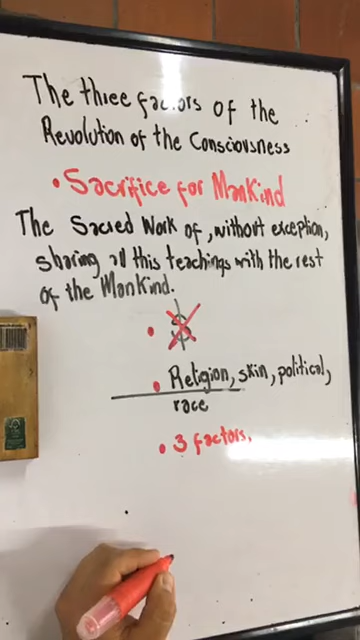 The three factors of the
Revolution of the Consciousness
• Sacrifice for Mankind
The Sacred Work of, without exception,
sharing all this teachings with the rest
of the Mankind.
• $
• Religion, skin, political,
race
• 3 factors.